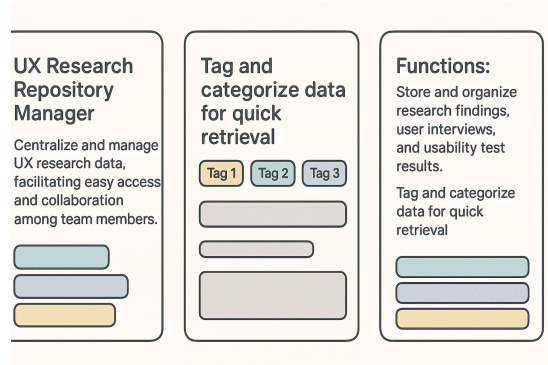 UX Research
Repository
Manager
Centralize and manage
UX research data,
facilitating easy access
and collaboration
among team members.
Tag and
categorize data
for quick
retrieval
Tag 1
Tag 2
Tag 3
Functions:
Store and organize
research findings,
user interviews,
and usability test
results.
Tag and categorize
data for quick
retrieval